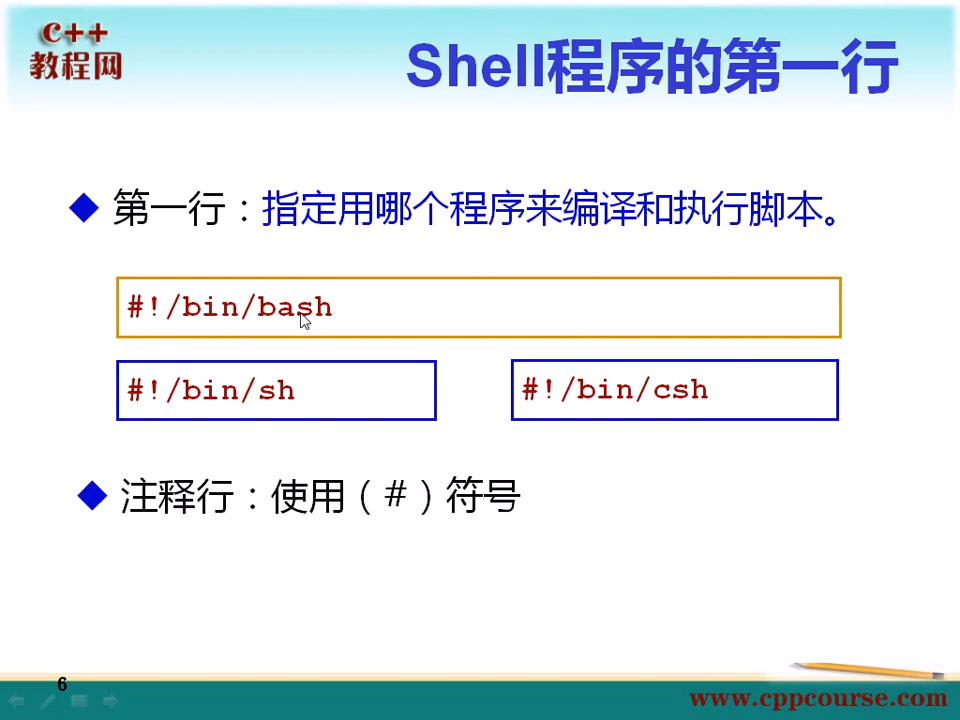 C++
教程网
Shell程序的第一行
第一行：指定用哪个程序来编译和执行脚本。
#!/bin/bash
#!/bin/sh
#!/bin/csh
注释行：使用（#）符号
6
www.cppcourse.com